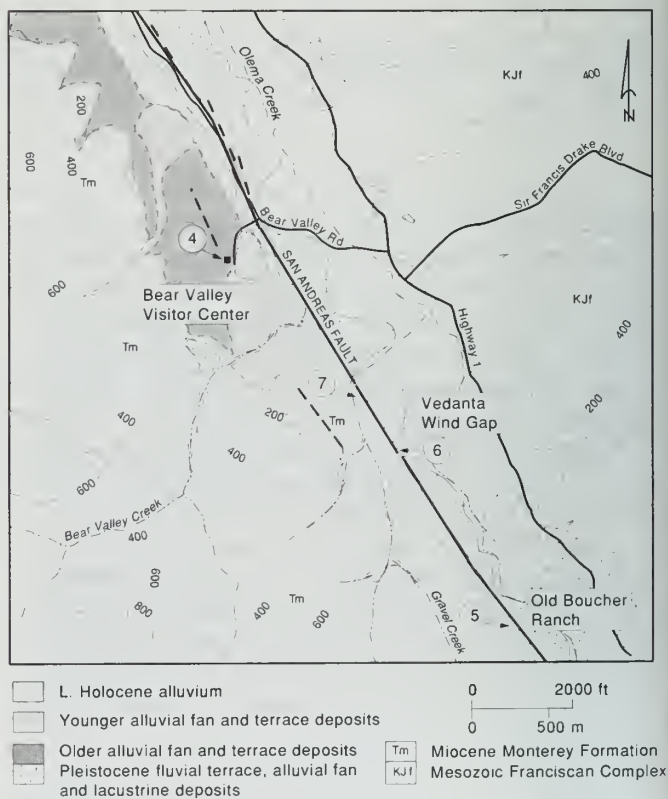 Olema Creek
KJf
400
N
200
600
400
Tm
Sir Francis Drake Blvd
4
Bear Valley Rd
600
Bear Valley
Visitor Center
SAN ANDREAS FAULT
KJf
Highway 1
400
Tm
7
Vedanta
Wind Gap
200
Tm
6
200
400
400
600
Bear Valley Creek
400
600
Tm
800
400
600
Gravel Creek
5
Old Boucher
Ranch
L. Holocene alluvium
Younger alluvial fan and terrace deposits
Older alluvial fan and terrace deposits
Pleistocene fluvial terrace, alluvial fan
and lacustrine deposits
0 2000 ft
0 500 m
Tm Miocene Monterey Formation
KJf Mesozoic Franciscan Complex